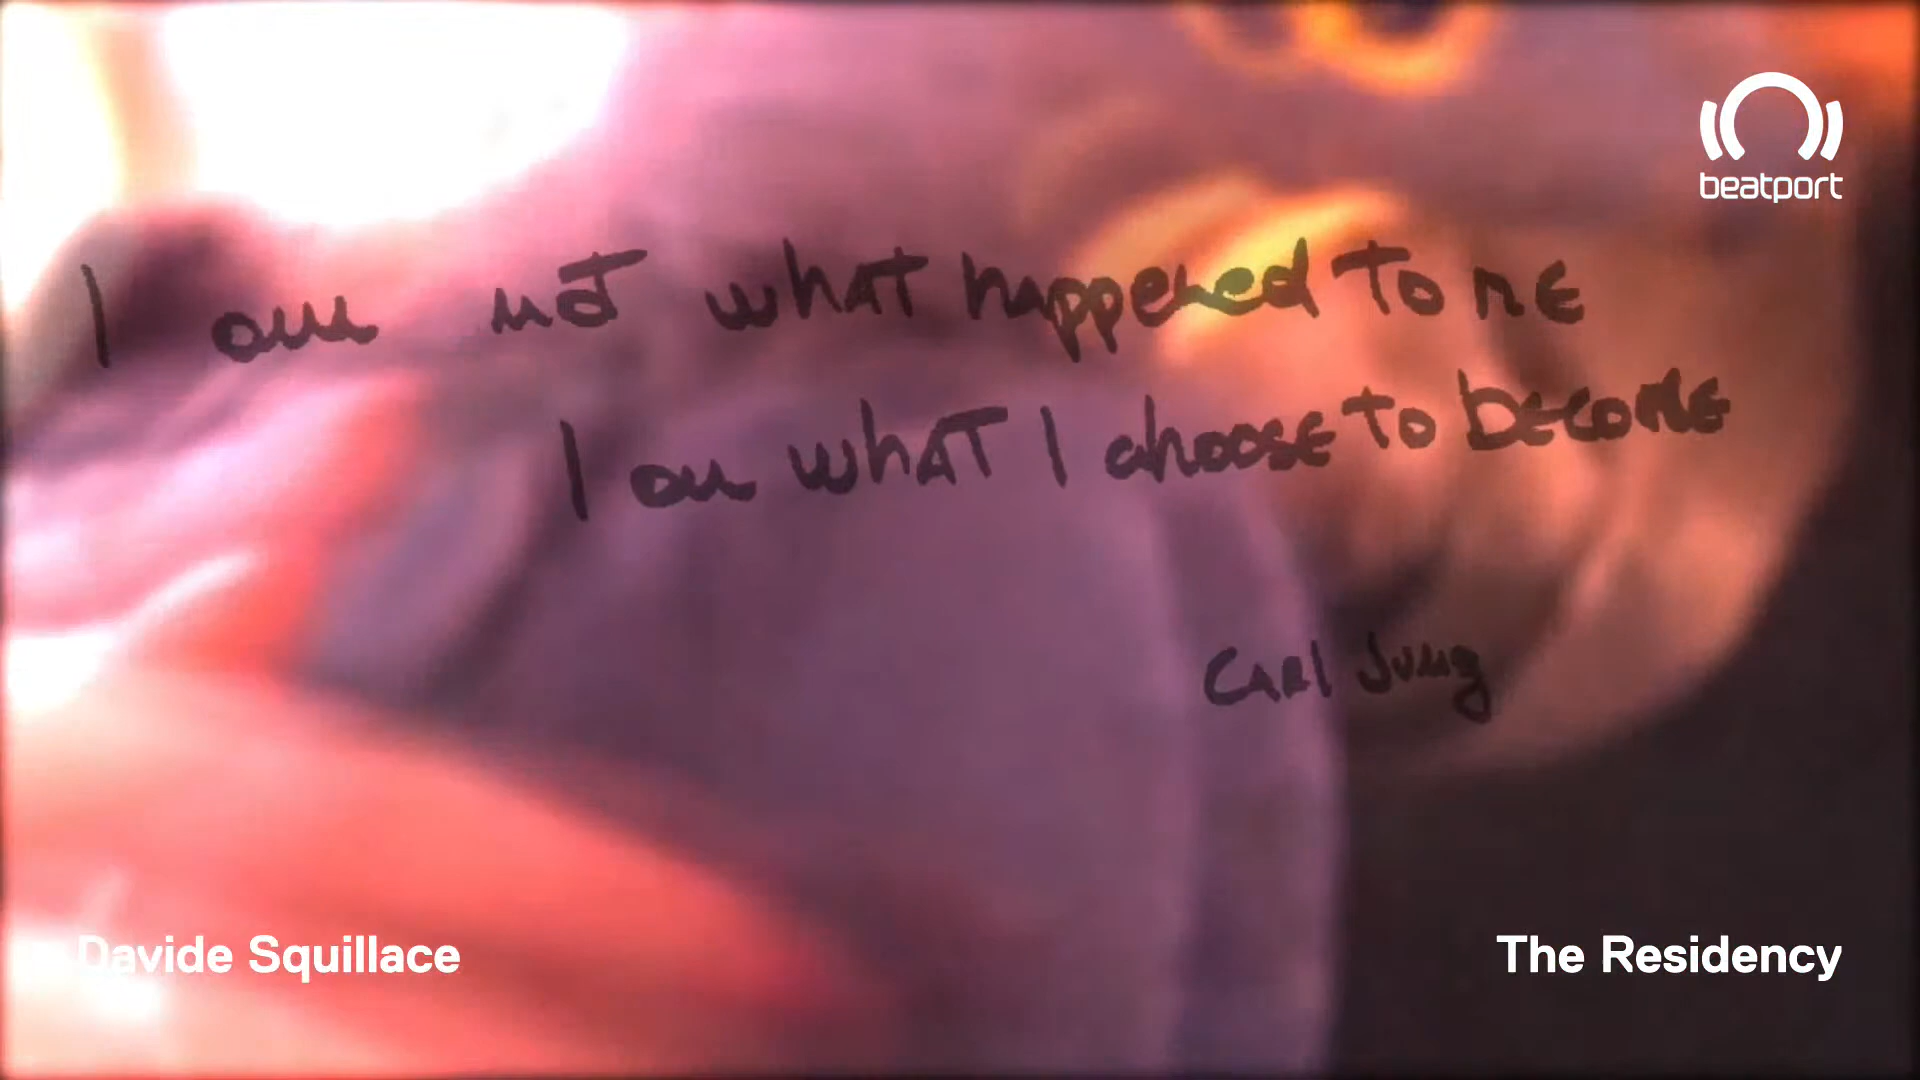 beatport
I am not what happened to me
I am what I choose to become
Carl Jung
Davide Squillace
The Residency